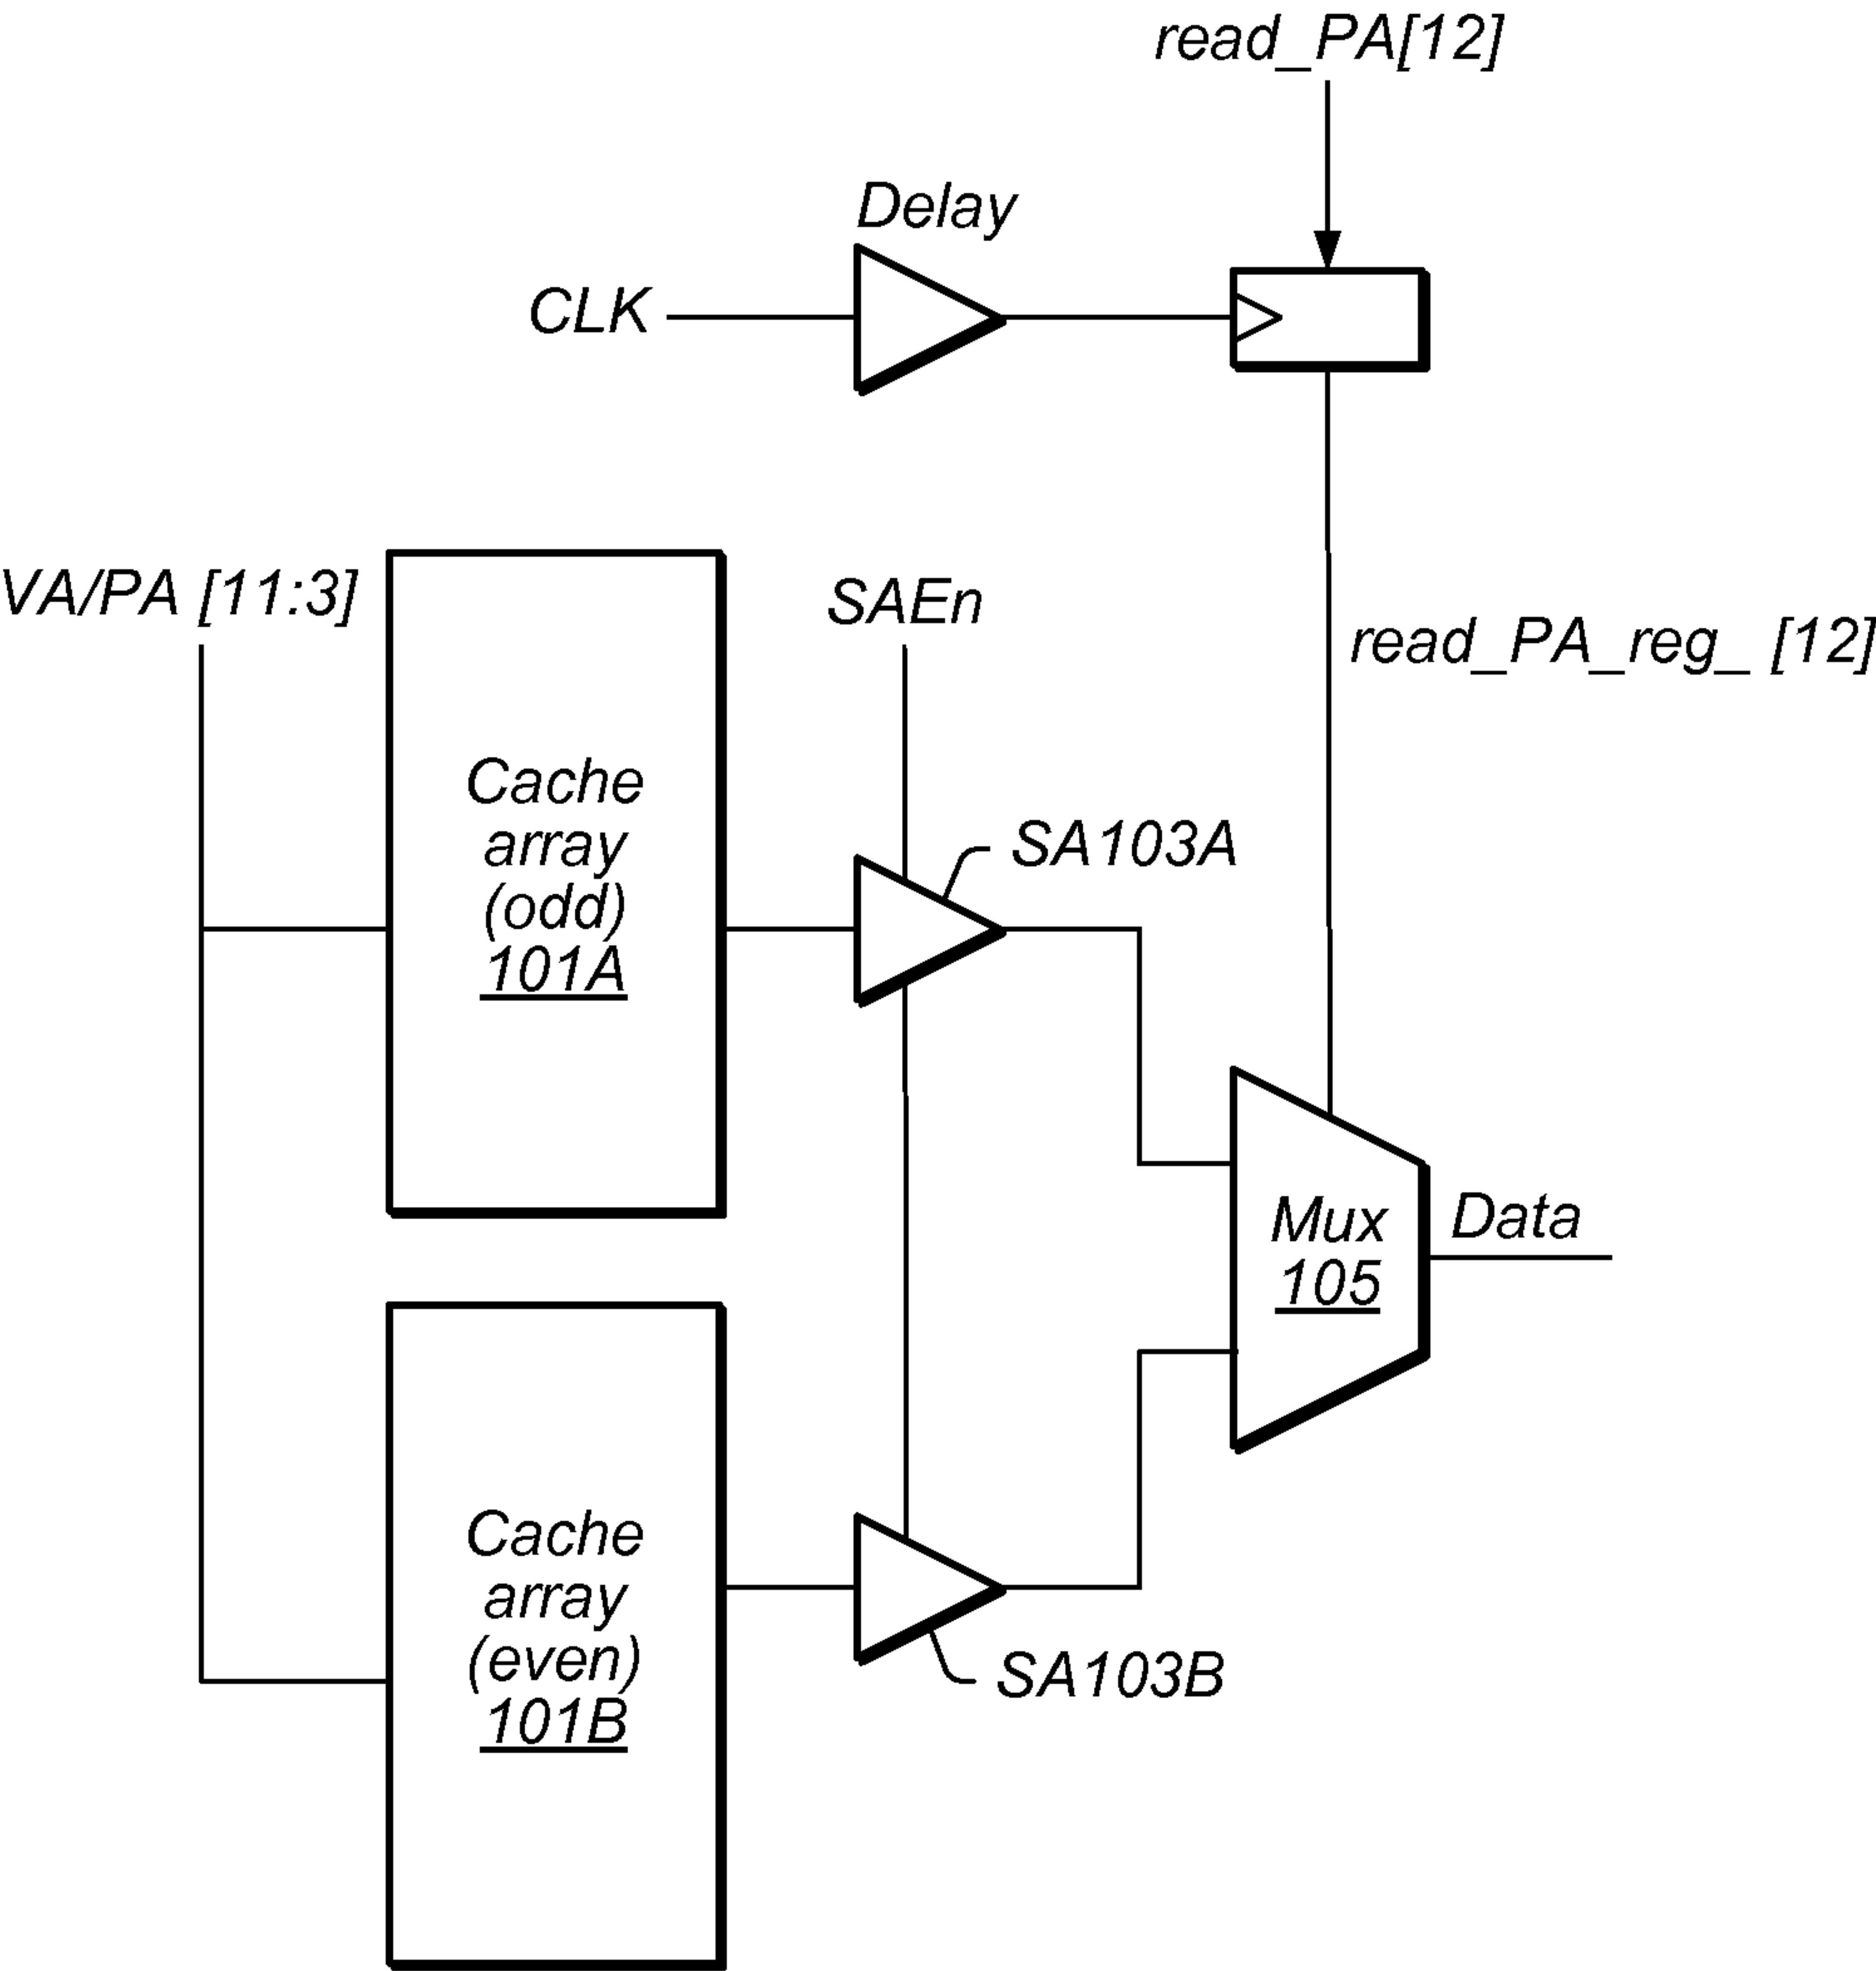 read_PA[12]
Delay
CLK
VA/PA [11:3]
SAEn
read_PA_reg_ [12]
Cache
array
(odd)
101A
SA103A
Mux
105
Data
Cache
array
(even)
101B
SA103B